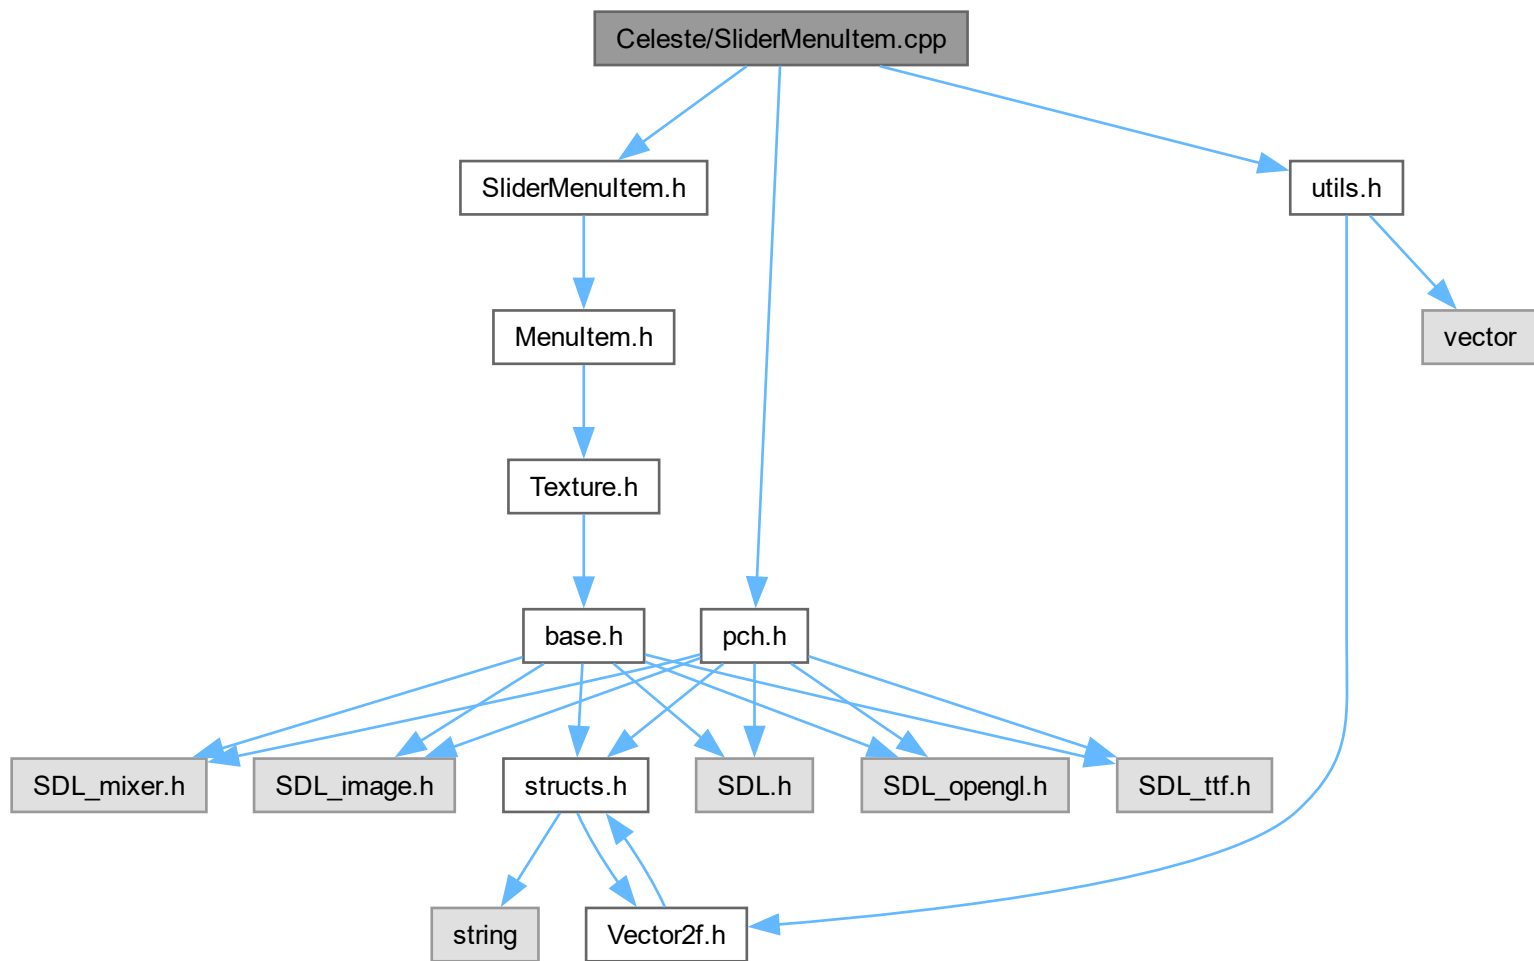 Celeste/SliderMenuItem.cpp
SliderMenuItem.h
utils.h
MenuItem.h
vector
Texture.h
base.h
pch.h
SDL_mixer.h
SDL_image.h
structs.h
SDL.h
SDL_opengl.h
SDL_ttf.h
string
Vector2f.h